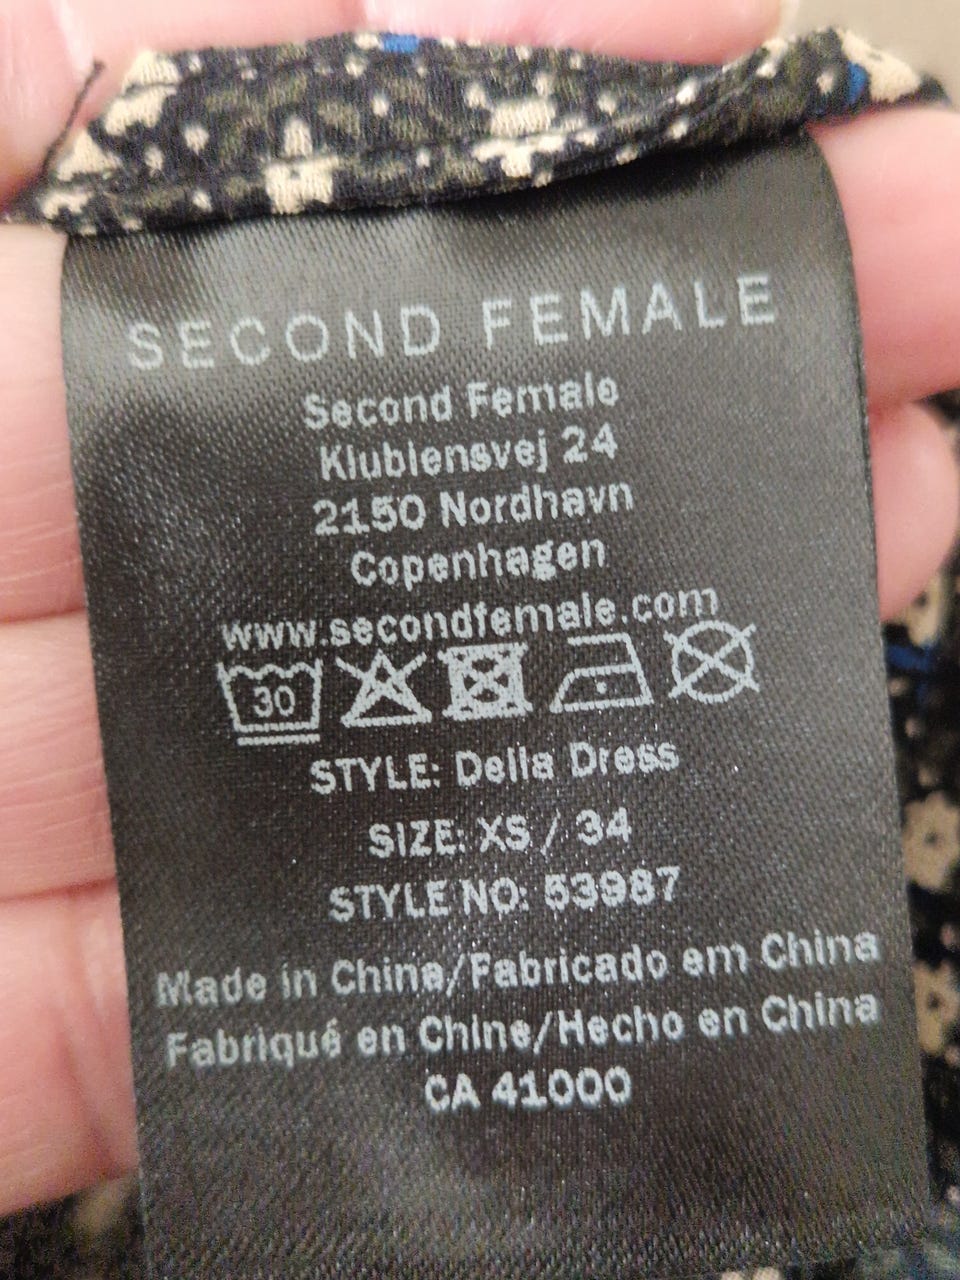 SECOND FEMALE
Second Female
Klublensvej 24
2150 Nordhavn
Copenhagen
www.secondfemale.com
30
STYLE: Della Dress
SIZE: XS / 34
STYLE NO: 53987
Made in China/Fabricado em China
Fabriqué en Chine/Hecho en China
CA 41000